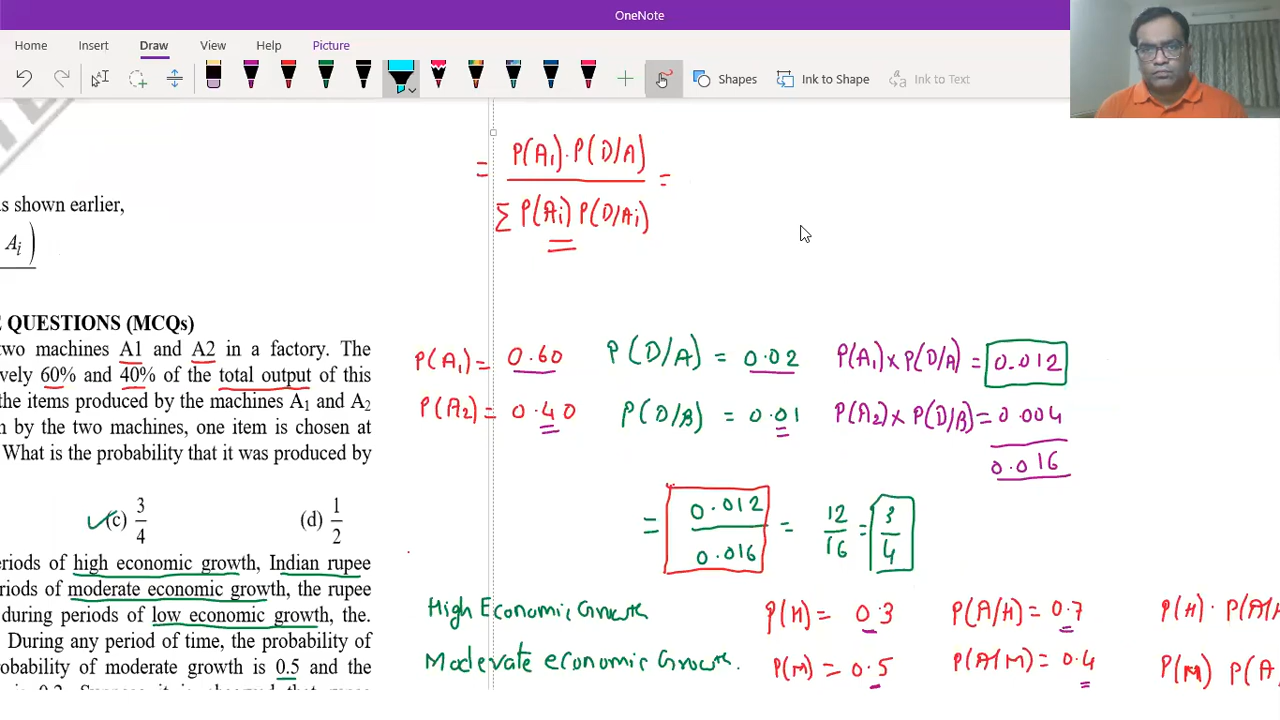 OneNote
Home Insert Draw View Help Picture
Shapes Ink to Shape Ink to Text
s shown earlier,
A_i )
= P(A₁)·P(D/A) / Σ P(Ai) P(D/Ai) =
QUESTIONS (MCQs)
two machines A1 and A2 in a factory. The
vely 60% and 40% of the total output of this
the items produced by the machines A₁ and A₂
n by the two machines, one item is chosen at
What is the probability that it was produced by
(c) 3/4 (d) 1/2
P(A₁) = 0.60 P(D/A) = 0.02 P(A₁)×P(D/A) = 0.012
P(A₂) = 0.40 P(D/B) = 0.01 P(A₂)×P(D/B) = 0.004
0.016
= 0.012 / 0.016 = 12/16 = 3/4
eriods of high economic growth, Indian rupee
riods of moderate economic growth, the rupee
during periods of low economic growth, the.
During any period of time, the probability of
obability of moderate growth is 0.5 and the
High Economic Growth P(H) = 0.3 P(A/H) = 0.7 P(H) · P(A/H
Moderate economic Growth. P(M) = 0.5 P(A/M) = 0.4 P(M) P(A